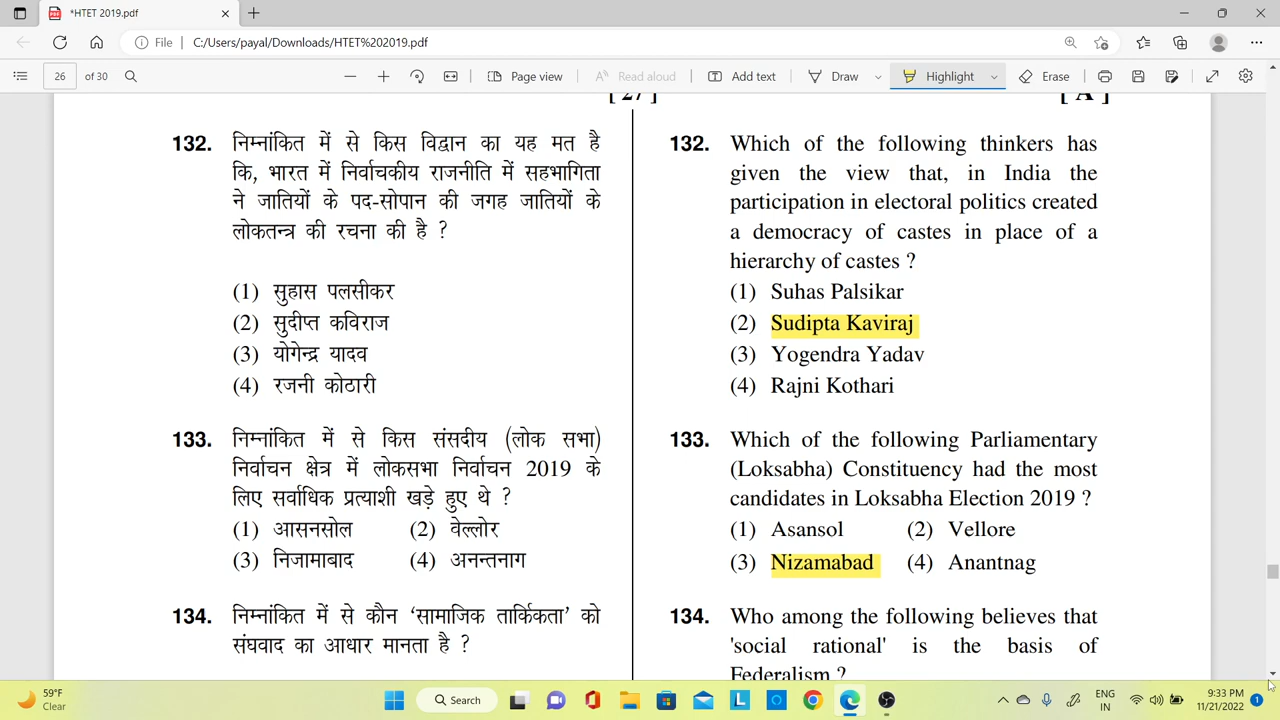 *HTET 2019.pdf
File
C:/Users/payal/Downloads/HTET%202019.pdf
26 of 30
Page view
Read aloud
Add text
Draw
Highlight
Erase
[ 27 ]
[ A ]
132. निम्नांकित में से किस विद्वान का यह मत है
कि, भारत में निर्वाचकीय राजनीति में सहभागिता
ने जातियों के पद-सोपान की जगह जातियों के
लोकतन्त्र की रचना की है ?
(1) सुहास पलसीकर
(2) सुदीप्त कविराज
(3) योगेन्द्र यादव
(4) रजनी कोठारी
133. निम्नांकित में से किस संसदीय (लोक सभा)
निर्वाचन क्षेत्र में लोकसभा निर्वाचन 2019 के
लिए सर्वाधिक प्रत्याशी खड़े हुए थे ?
(1) आसनसोल (2) वेल्लोर
(3) निजामाबाद (4) अनन्तनाग
134. निम्नांकित में से कौन ‘सामाजिक तार्किकता’ को
संघवाद का आधार मानता है ?
132. Which of the following thinkers has
given the view that, in India the
participation in electoral politics created
a democracy of castes in place of a
hierarchy of castes ?
(1) Suhas Palsikar
(2) Sudipta Kaviraj
(3) Yogendra Yadav
(4) Rajni Kothari
133. Which of the following Parliamentary
(Loksabha) Constituency had the most
candidates in Loksabha Election 2019 ?
(1) Asansol (2) Vellore
(3) Nizamabad (4) Anantnag
134. Who among the following believes that
'social rational' is the basis of
Federalism ?
59°F
Clear
Search
ENG
IN
9:33 PM
11/21/2022
1